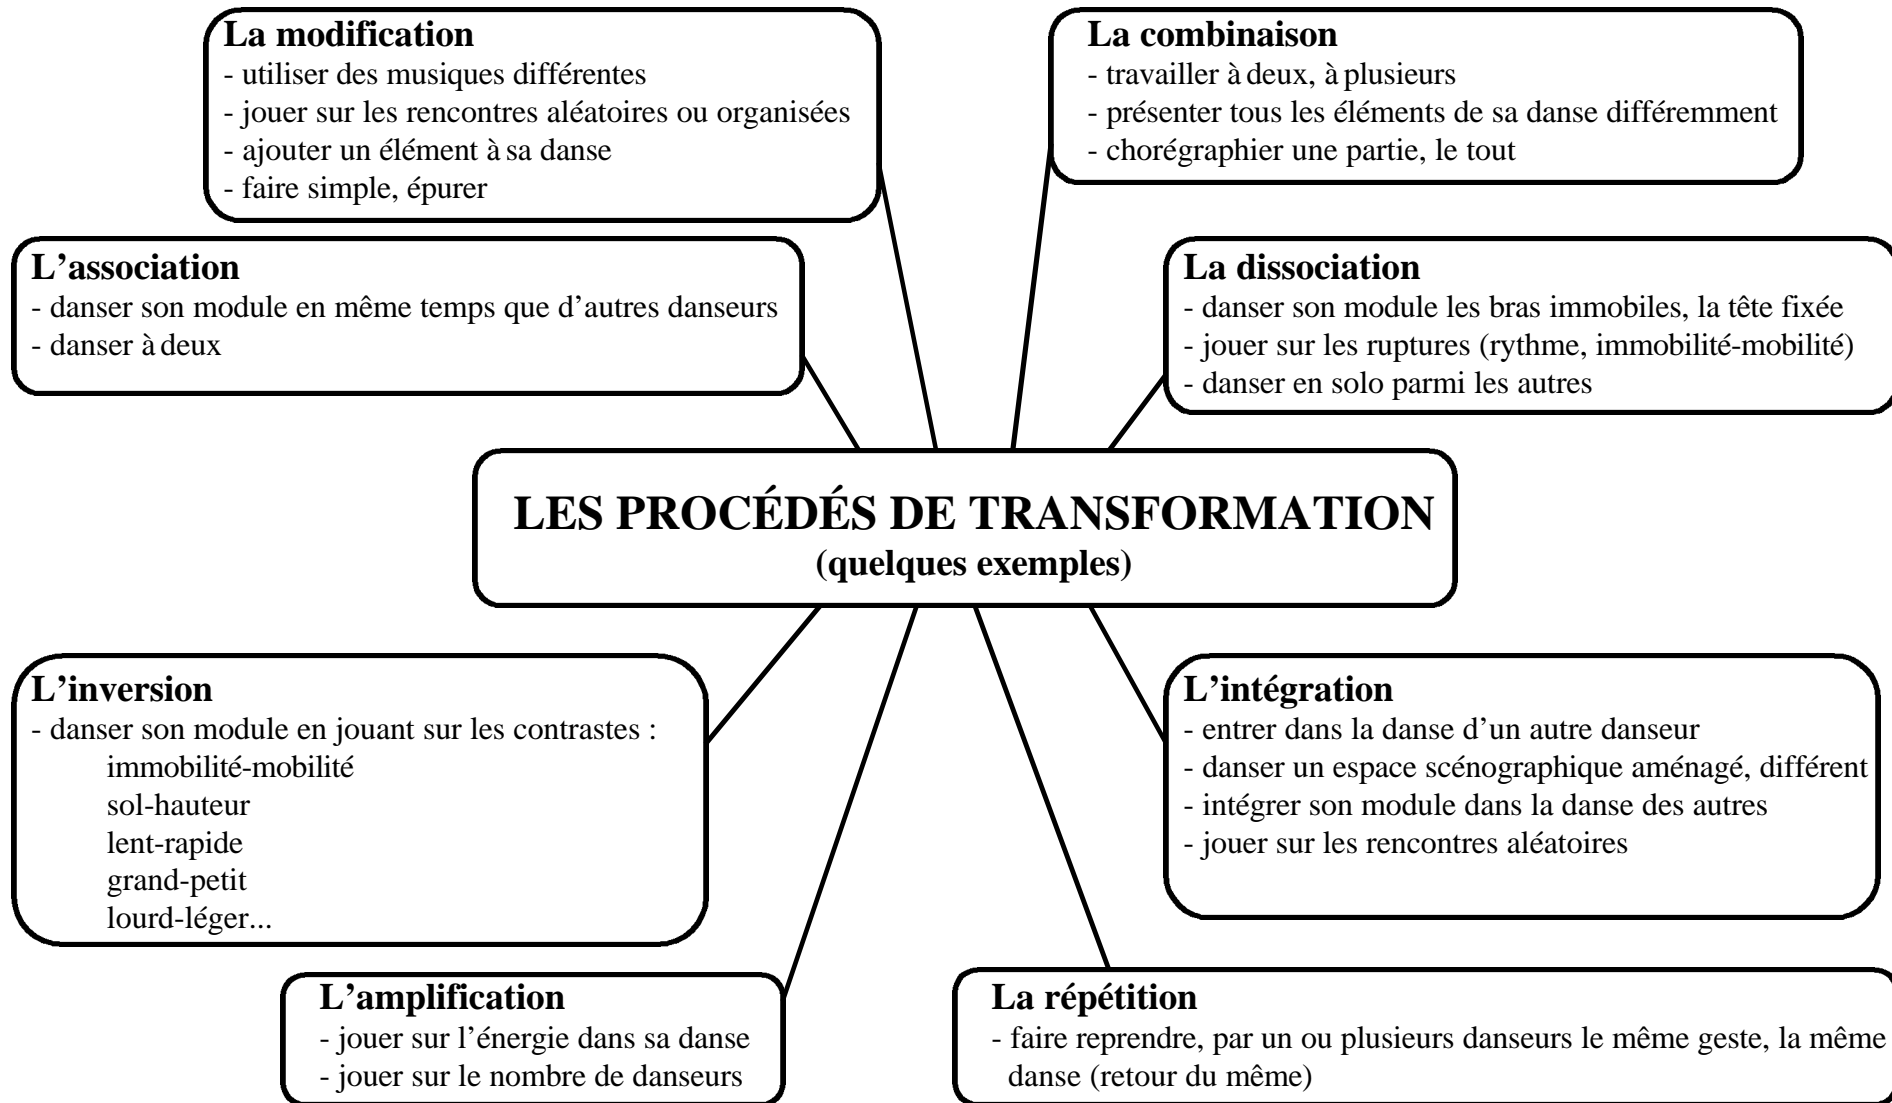 La modification
- utiliser des musiques différentes
- jouer sur les rencontres aléatoires ou organisées
- ajouter un élément à sa danse
- faire simple, épurer
La combinaison
- travailler à deux, à plusieurs
- présenter tous les éléments de sa danse différemment
- chorégraphier une partie, le tout
L'association
- danser son module en même temps que d'autres danseurs
- danser à deux
La dissociation
- danser son module les bras immobiles, la tête fixée
- jouer sur les ruptures (rythme, immobilité-mobilité)
- danser en solo parmi les autres
LES PROCÉDÉS DE TRANSFORMATION
(quelques exemples)
L'inversion
- danser son module en jouant sur les contrastes :
immobilité-mobilité
sol-hauteur
lent-rapide
grand-petit
lourd-léger...
L'intégration
- entrer dans la danse d'un autre danseur
- danser un espace scénographique aménagé, différent
- intégrer son module dans la danse des autres
- jouer sur les rencontres aléatoires
L'amplification
- jouer sur l'énergie dans sa danse
- jouer sur le nombre de danseurs
La répétition
- faire reprendre, par un ou plusieurs danseurs le même geste, la même
danse (retour du même)